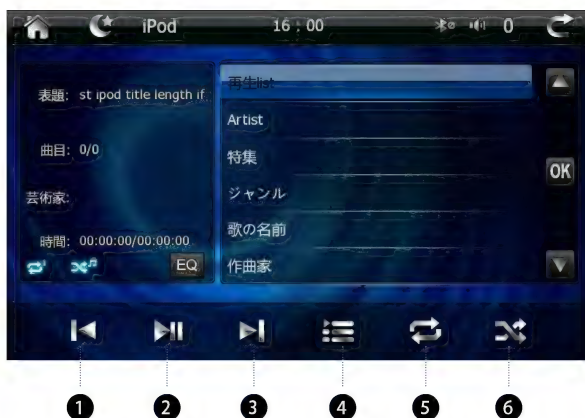 iPod 16 : 00 0
表題: st ipod title length if
曲目: 0/0
芸術家:
時間: 00:00:00/00:00:00
EQ
再生list
Artist
特集
ジャンル
歌の名前
作曲家
OK
1 2 3 4 5 6